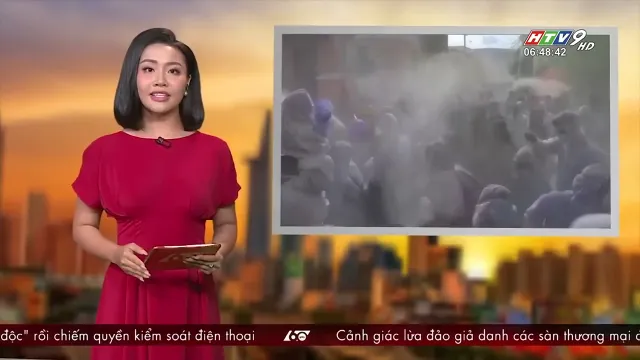 HTV9 HD
06:48:42
độc" rồi chiếm quyền kiểm soát điện thoại 60 Cảnh giác lừa đảo giả danh các sàn thương mại đ